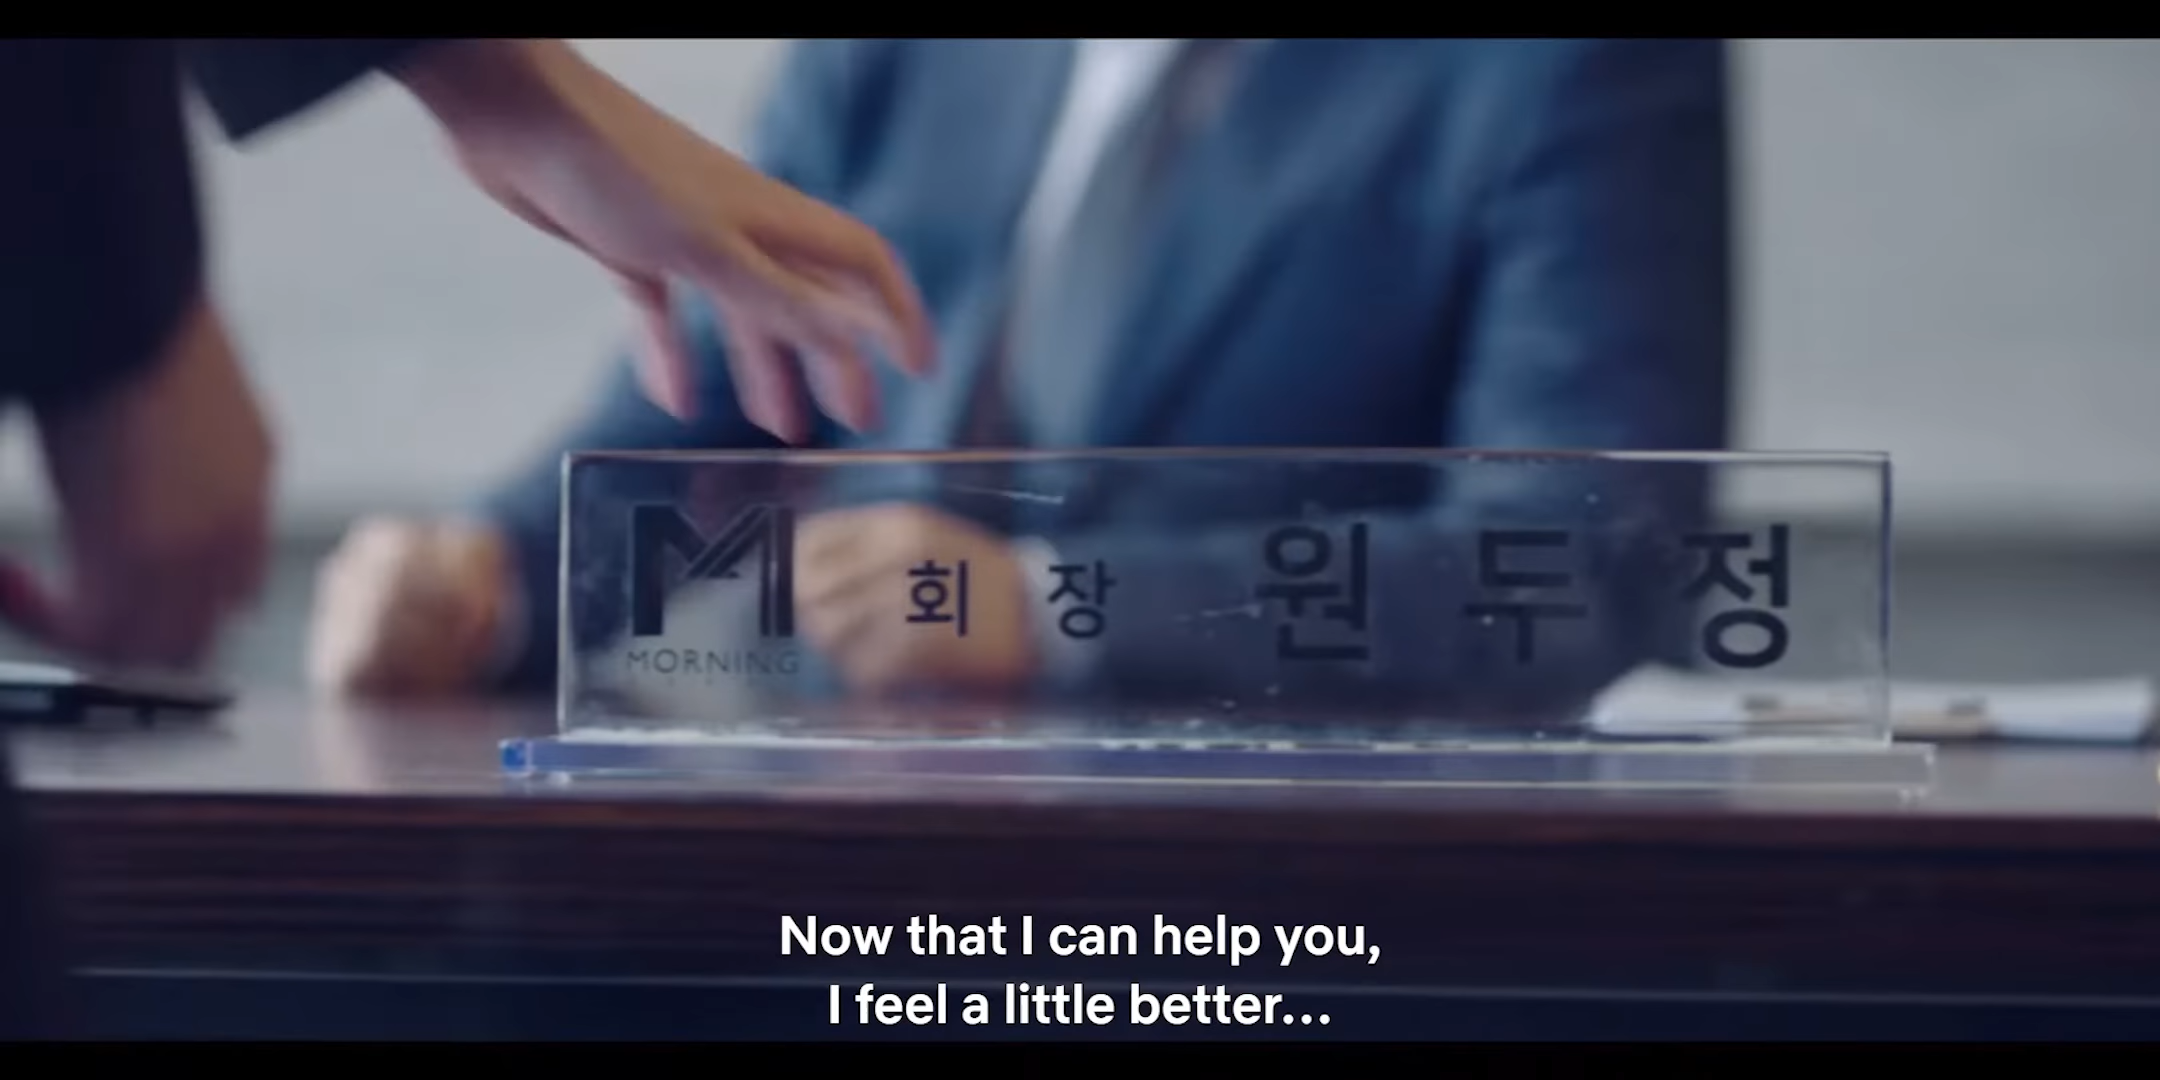 M
MORNING
회 장 원 두 정
Now that I can help you,
I feel a little better...